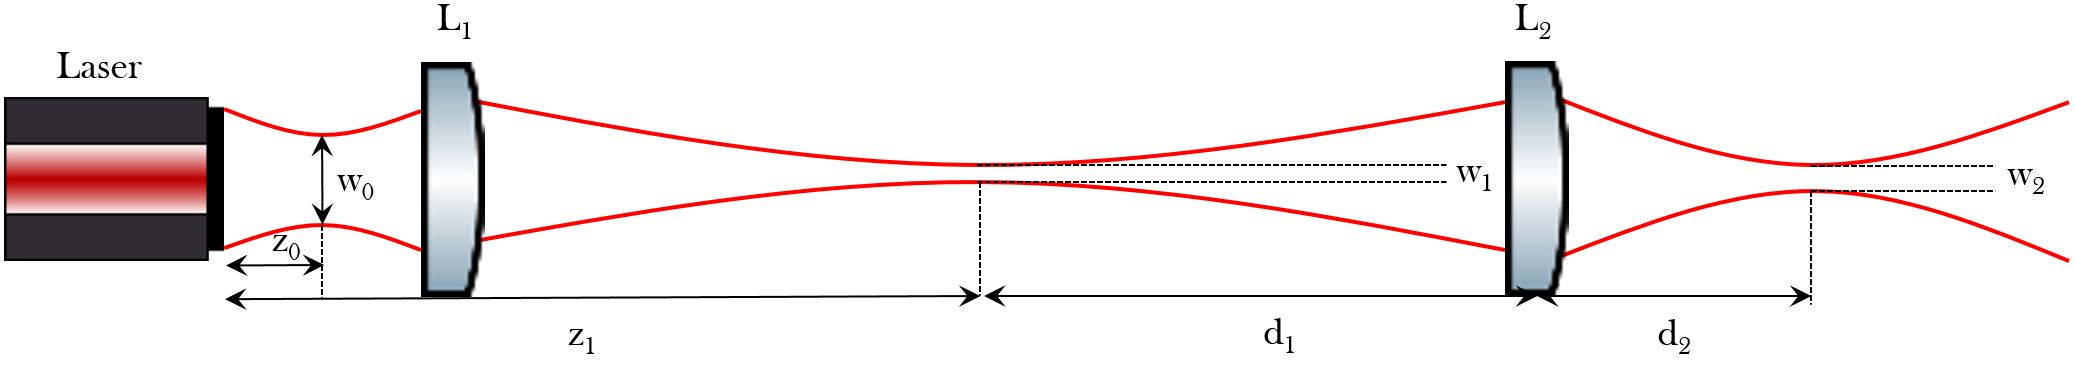 L₁
L₂
Laser
w₀
w₁
w₂
z₀
z₁
d₁
d₂